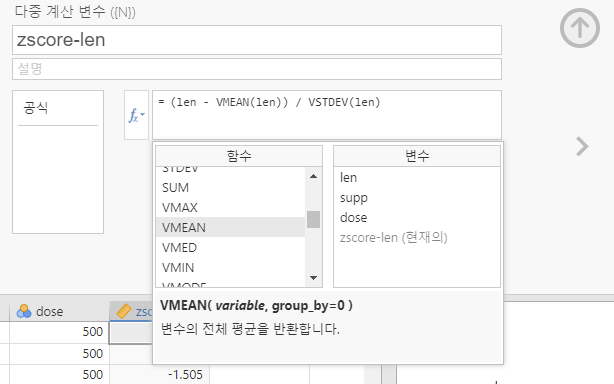 다중 계산 변수 ({N})
zscore-len
설명
공식
fx
= (len - VMEAN(len)) / VSTDEV(len)
함수
변수
STDEV
SUM
VMAX
VMEAN
VMED
VMIN
VMODE
len
supp
dose
zscore-len (현재의)
VMEAN( variable, group_by=0 )
변수의 전체 평균을 반환합니다.
dose
500
500
500
-1.505